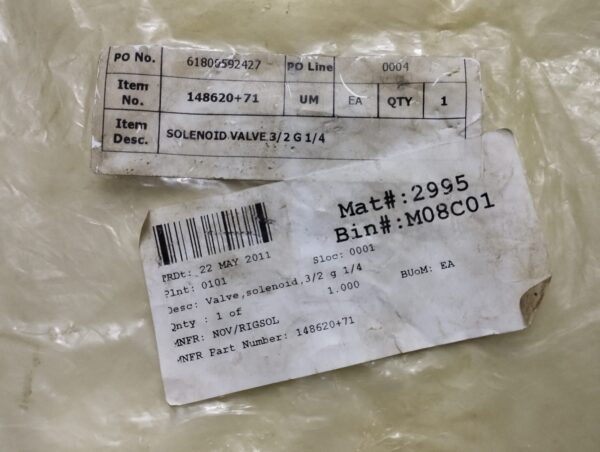 PO No. 61809592427 PO Line 0004
Item No. 148620+71 UM EA QTY 1
Item Desc. SOLENOID VALVE 3/2 G 1/4
Mat#:2995
Bin#:M08C01
PRDt: 22 MAY 2011
Plnt: 0101 Sloc: 0001
Desc: Valve,solenoid,3/2 g 1/4
Qnty : 1 of 1.000 BUoM: EA
MNFR: NOV/RIGSOL
MNFR Part Number: 148620+71